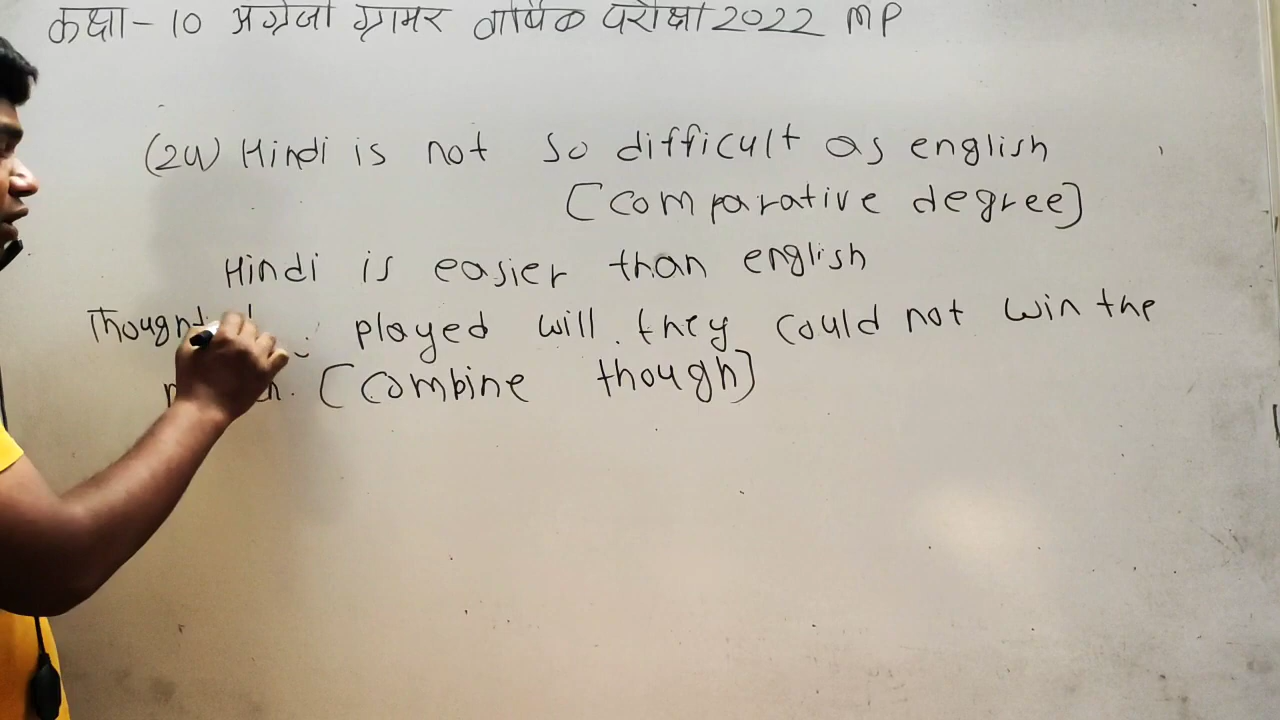 कक्षा - 10 अंग्रेजी ग्रामर वार्षिक परीक्षा 2022 MP
(24) Hindi is not so difficult as english
[comparative degree]
Hindi is easier than english
played will. they could not win the
[combine though]